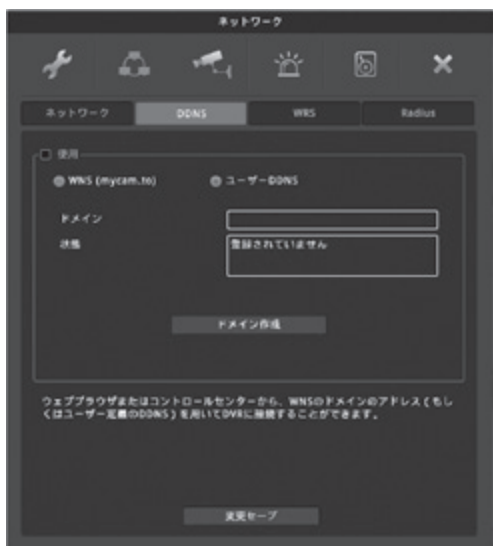 ネットワーク
ネットワーク DDNS WRS Radius
使用
WNS (mycam.to) ユーザーDDNS
ドメイン
状態 登録されていません
ドメイン作成
ウェブブラウザまたはコントロールセンターから、WNSのドメインのアドレス(もし
くはユーザー定義のDDNS)を用いてDVRに接続することができます。
変更セーブ